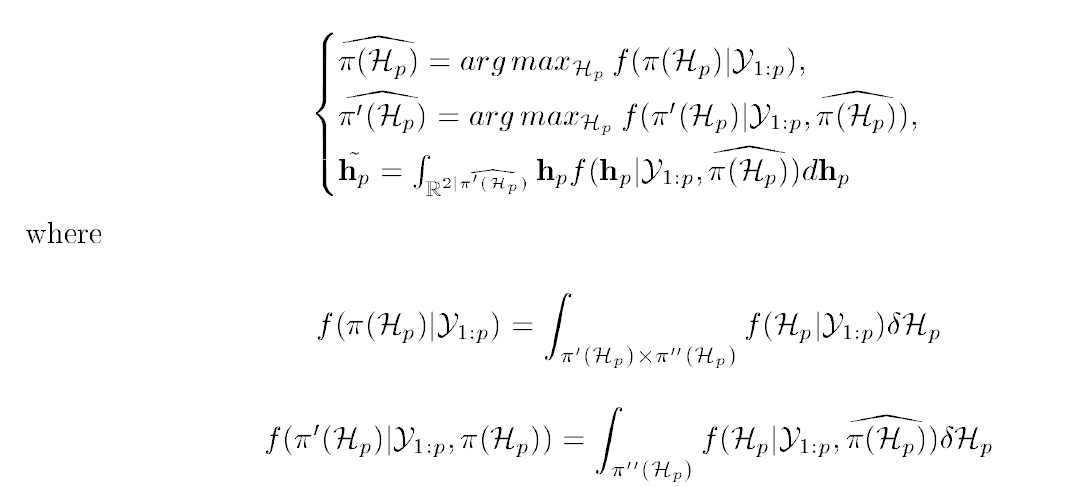 \begin{cases} \widehat{\pi(\mathcal{H}_p)} = arg\,max_{\mathcal{H}_p}\, f(\pi(\mathcal{H}_p)|\mathcal{Y}_{1:p}), \\
\widehat{\pi'(\mathcal{H}_p)} = arg\,max_{\mathcal{H}_p}\, f(\pi'(\mathcal{H}_p)|\mathcal{Y}_{1:p}, \widehat{\pi(\mathcal{H}_p)}), \\
\tilde{\mathbf{h}_p} = \int_{\mathbb{R}^{2|\widehat{\pi'(\mathcal{H}_p)}}} \mathbf{h}_p f(\mathbf{h}_p|\mathcal{Y}_{1:p}, \widehat{\pi(\mathcal{H}_p)}) d\mathbf{h}_p \end{cases}
where
f(\pi(\mathcal{H}_p)|\mathcal{Y}_{1:p}) = \int_{\pi'(\mathcal{H}_p) \times \pi''(\mathcal{H}_p)} f(\mathcal{H}_p|\mathcal{Y}_{1:p}) \delta\mathcal{H}_p
f(\pi'(\mathcal{H}_p)|\mathcal{Y}_{1:p}, \pi(\mathcal{H}_p)) = \int_{\pi''(\mathcal{H}_p)} f(\mathcal{H}_p|\mathcal{Y}_{1:p}, \widehat{\pi(\mathcal{H}_p)}) \delta\mathcal{H}_p